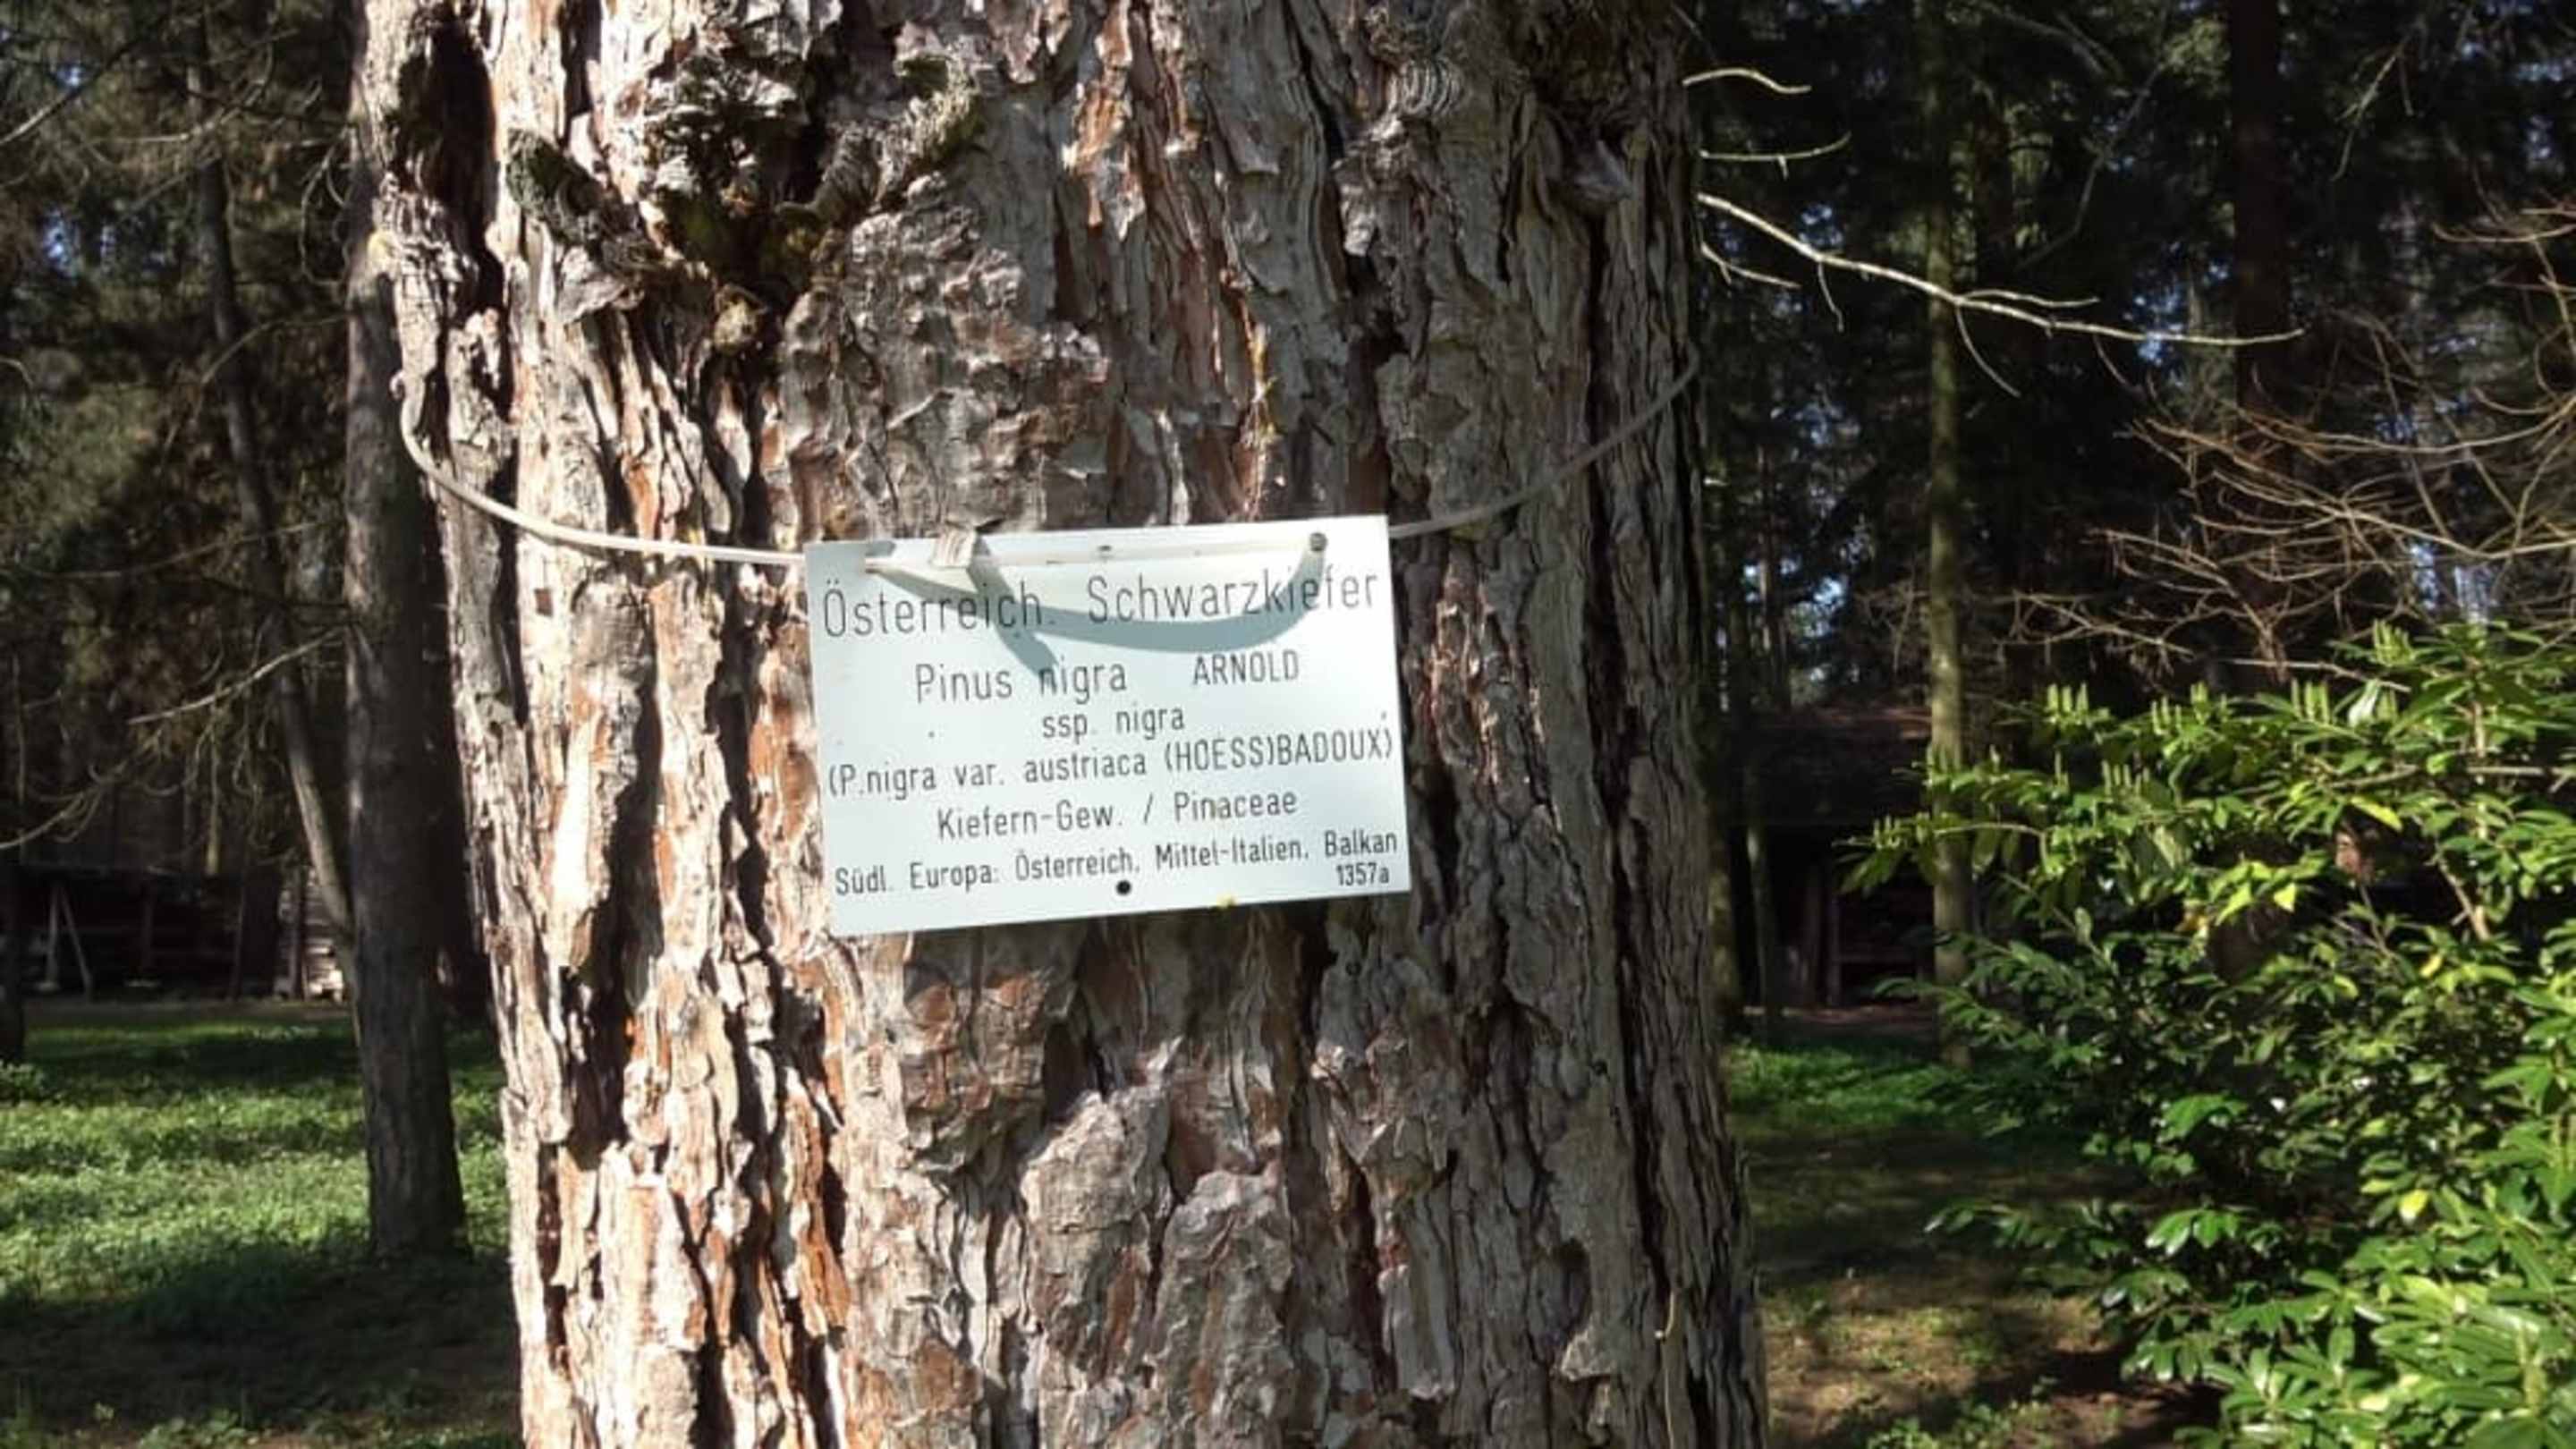 Österreich. Schwarzkiefer
Pinus nigra ARNOLD
ssp. nigra
(P.nigra var. austriaca (HOESS)BADOUX)
Kiefern-Gew. / Pinaceae
Südl. Europa: Österreich, Mittel-Italien, Balkan
1357a